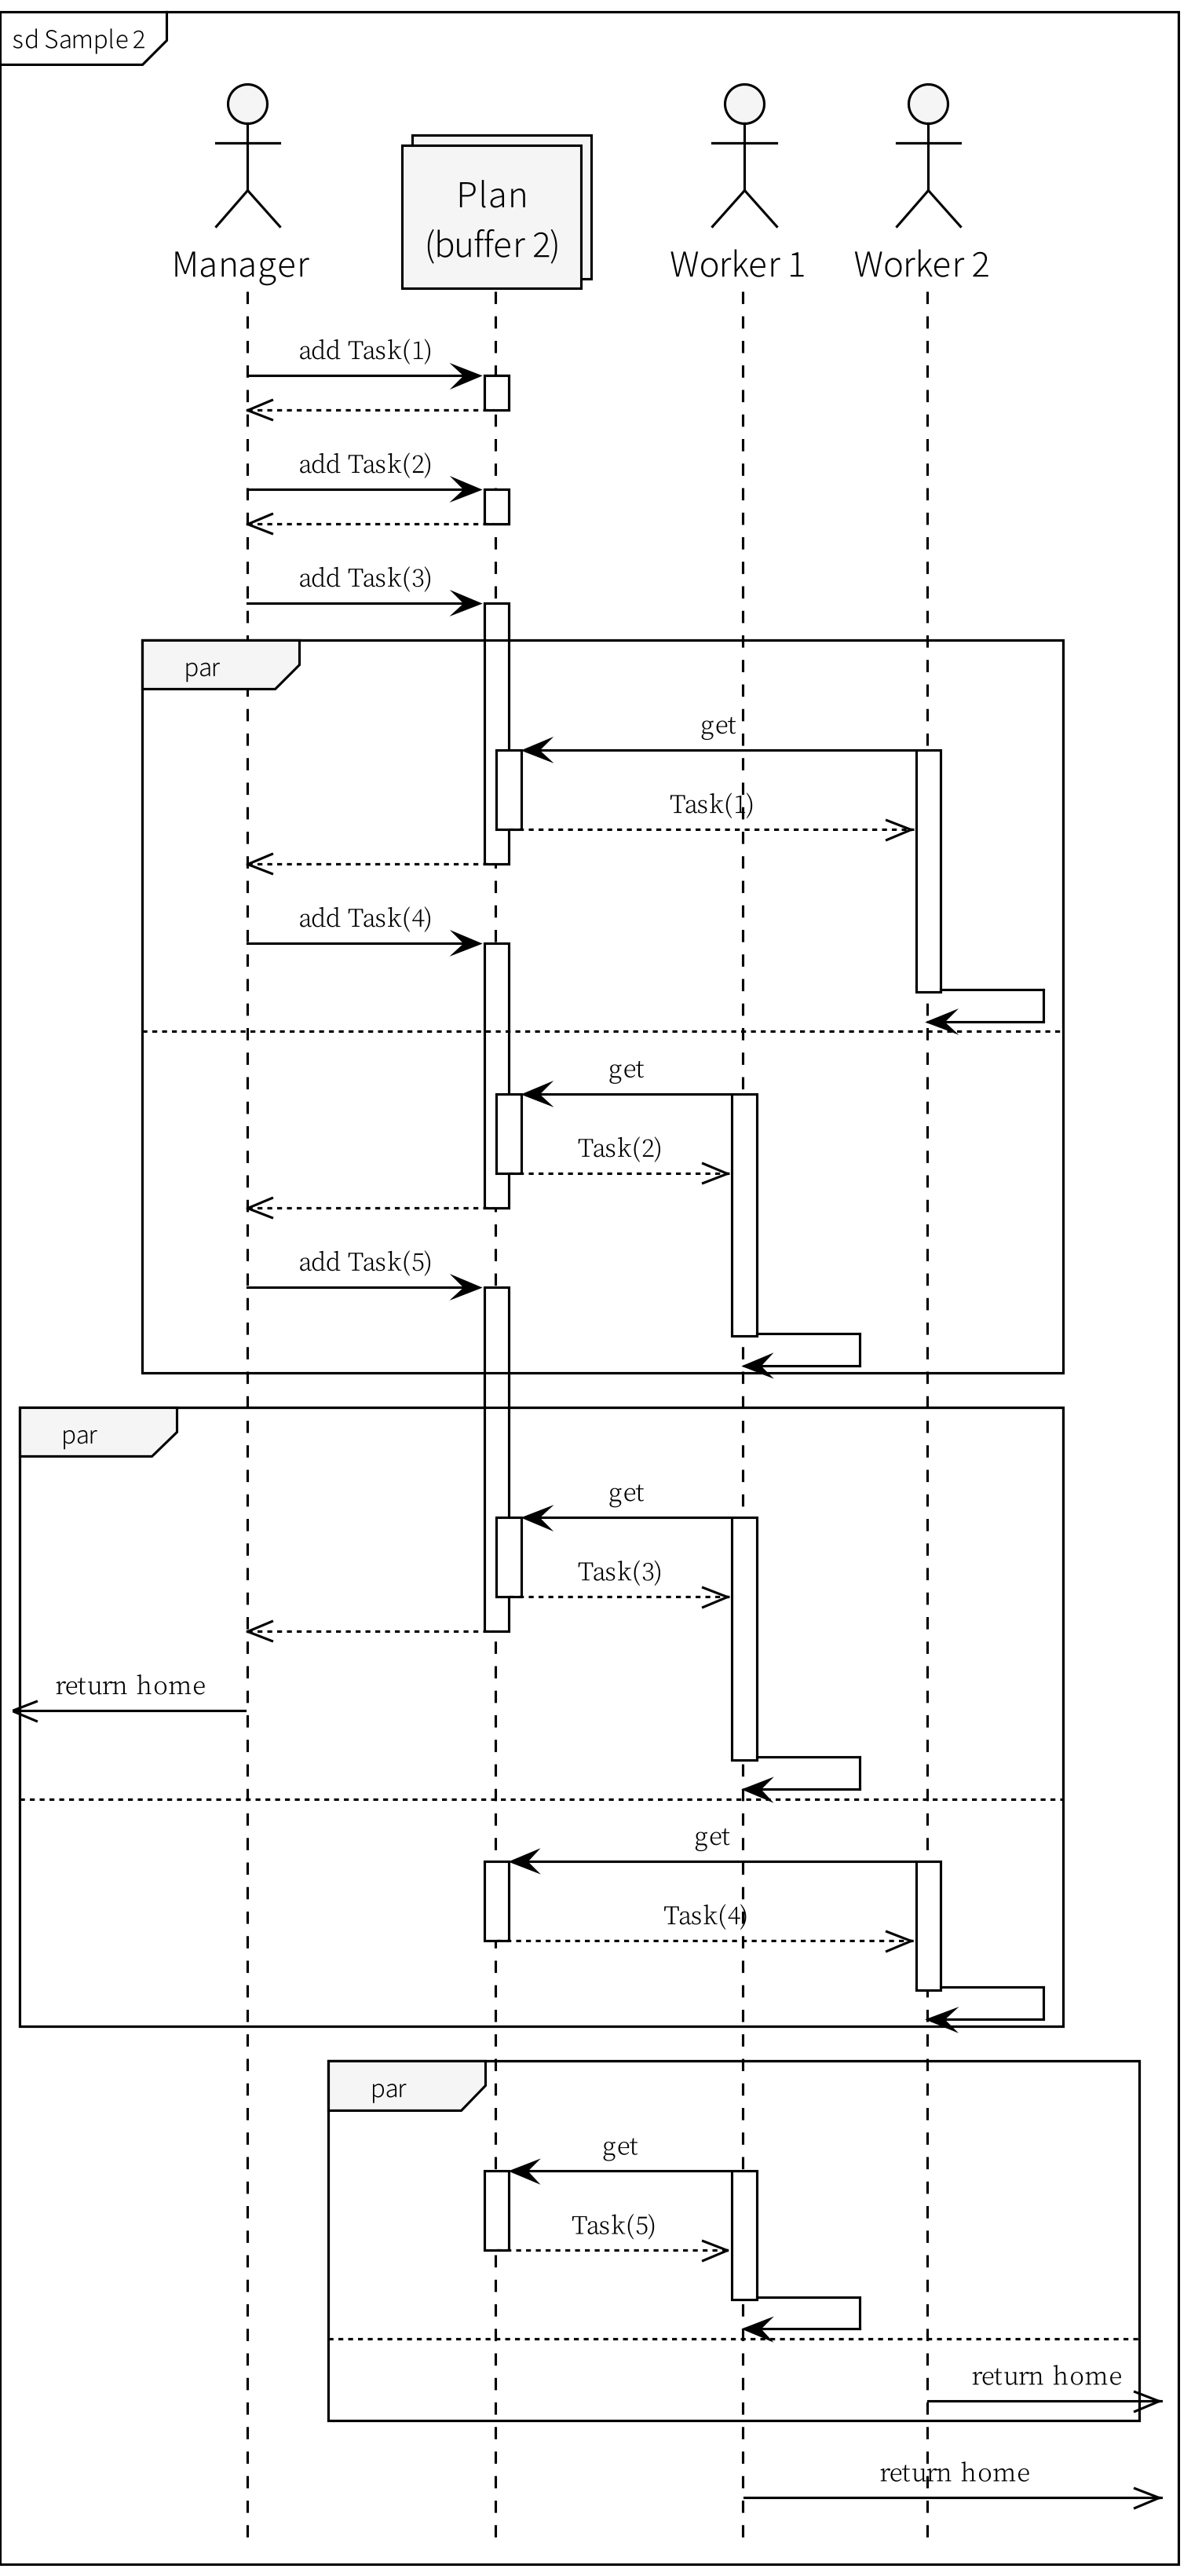 sd Sample 2
Manager
Plan
(buffer 2)
Worker 1
Worker 2
add Task(1)
add Task(2)
add Task(3)
par
get
Task(1)
add Task(4)
get
Task(2)
add Task(5)
par
get
Task(3)
return home
get
Task(4)
par
get
Task(5)
return home
return home